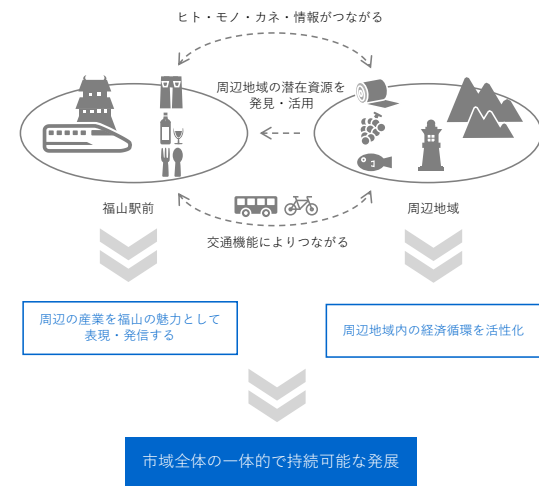 ヒト・モノ・カネ・情報がつながる
周辺地域の潜在資源を
発見・活用
福山駅前
周辺地域
交通機能によりつながる
周辺の産業を福山の魅力として
表現・発信する
周辺地域内の経済循環を活性化
市域全体の一体的で持続可能な発展